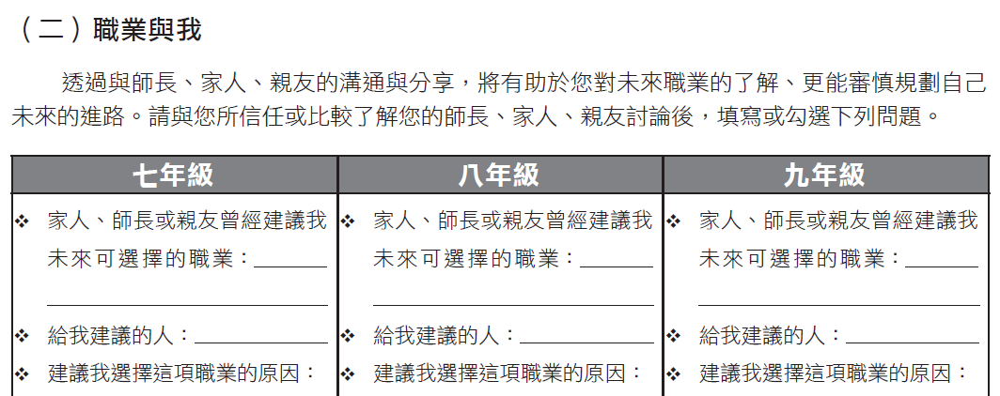 （二）職業與我
透過與師長、家人、親友的溝通與分享，將有助於您對未來職業的了解、更能審慎規劃自己
未來的進路。請與您所信任或比較了解您的師長、家人、親友討論後，填寫或勾選下列問題。
七年級
❖ 家人、師長或親友曾經建議我
未來可選擇的職業：______
______________________
❖ 給我建議的人：___________
❖ 建議我選擇這項職業的原因：
八年級
❖ 家人、師長或親友曾經建議我
未來可選擇的職業：______
______________________
❖ 給我建議的人：___________
❖ 建議我選擇這項職業的原因：
九年級
❖ 家人、師長或親友曾經建議我
未來可選擇的職業：______
______________________
❖ 給我建議的人：___________
❖ 建議我選擇這項職業的原因：